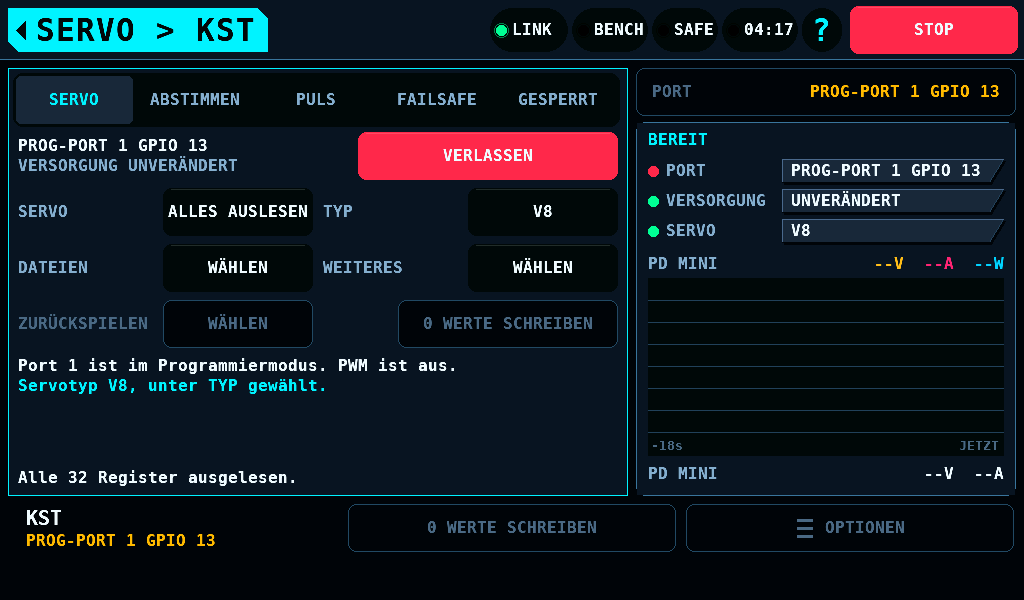 SERVO > KST
LINK
BENCH
SAFE
04:17
?
STOP
SERVO
ABSTIMMEN
PULS
FAILSAFE
GESPERRT
PROG-PORT 1 GPIO 13
VERSORGUNG UNVERÄNDERT
VERLASSEN
SERVO
ALLES AUSLESEN
TYP
V8
DATEIEN
WÄHLEN
WEITERES
WÄHLEN
ZURÜCKSPIELEN
WÄHLEN
0 WERTE SCHREIBEN
Port 1 ist im Programmiermodus. PWM ist aus.
Servotyp V8, unter TYP gewählt.
Alle 32 Register ausgelesen.
PORT
PROG-PORT 1 GPIO 13
BEREIT
PORT
PROG-PORT 1 GPIO 13
VERSORGUNG
UNVERÄNDERT
SERVO
V8
PD MINI
--V
--A
--W
-18s
JETZT
PD MINI
--V
--A
KST
PROG-PORT 1 GPIO 13
0 WERTE SCHREIBEN
OPTIONEN